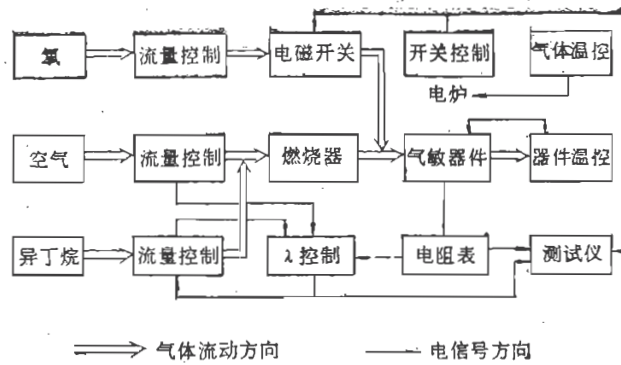 氧 流量控制 电磁开关 开关控制 气体温控
电炉
空气 流量控制 燃烧器 气敏器件 器件温控
异丁烷 流量控制 λ控制 电阻表 测试仪
气体流动方向 电信号方向